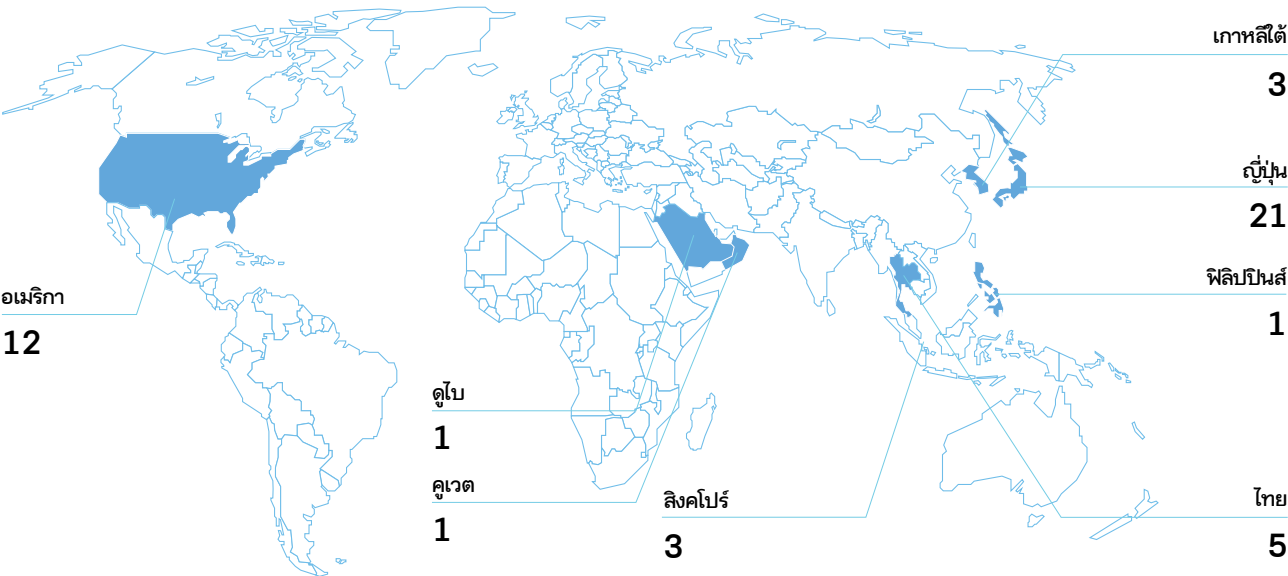 เกาหลีใต้
3
ญี่ปุ่น
21
ฟิลิปปินส์
1
อเมริกา
12
ดูไบ
1
คูเวต
1
สิงคโปร์
3
ไทย
5